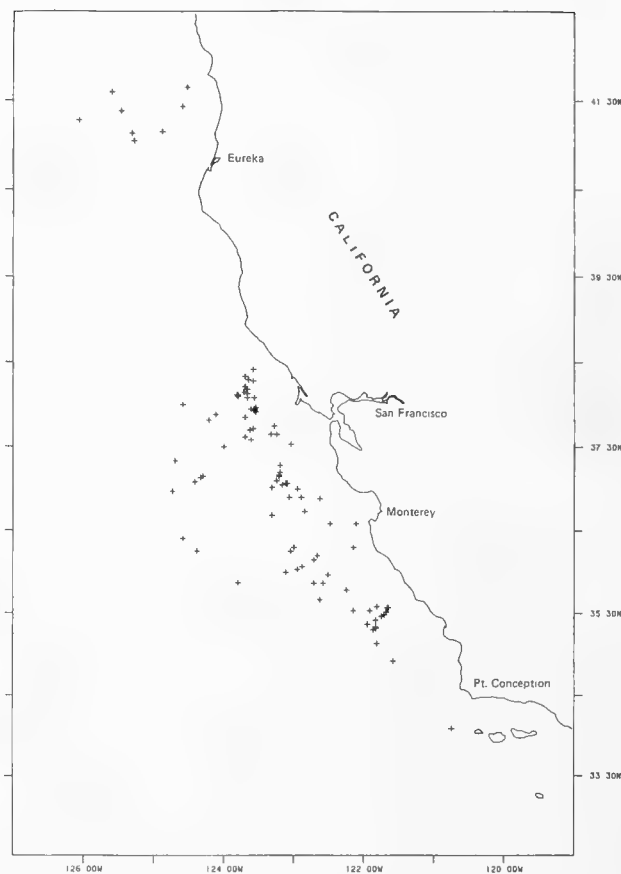 41 30N
Eureka
CALIFORNIA
39 30N
San Francisco
37 30N
Monterey
35 30N
Pt. Conception
33 30N
126 00W
124 00W
122 00W
120 00W